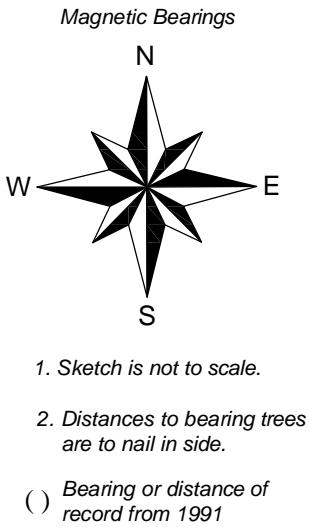 Magnetic Bearings
N
W
E
S
1. Sketch is not to scale.
2. Distances to bearing trees
are to nail in side.
( ) Bearing or distance of
record from 1991